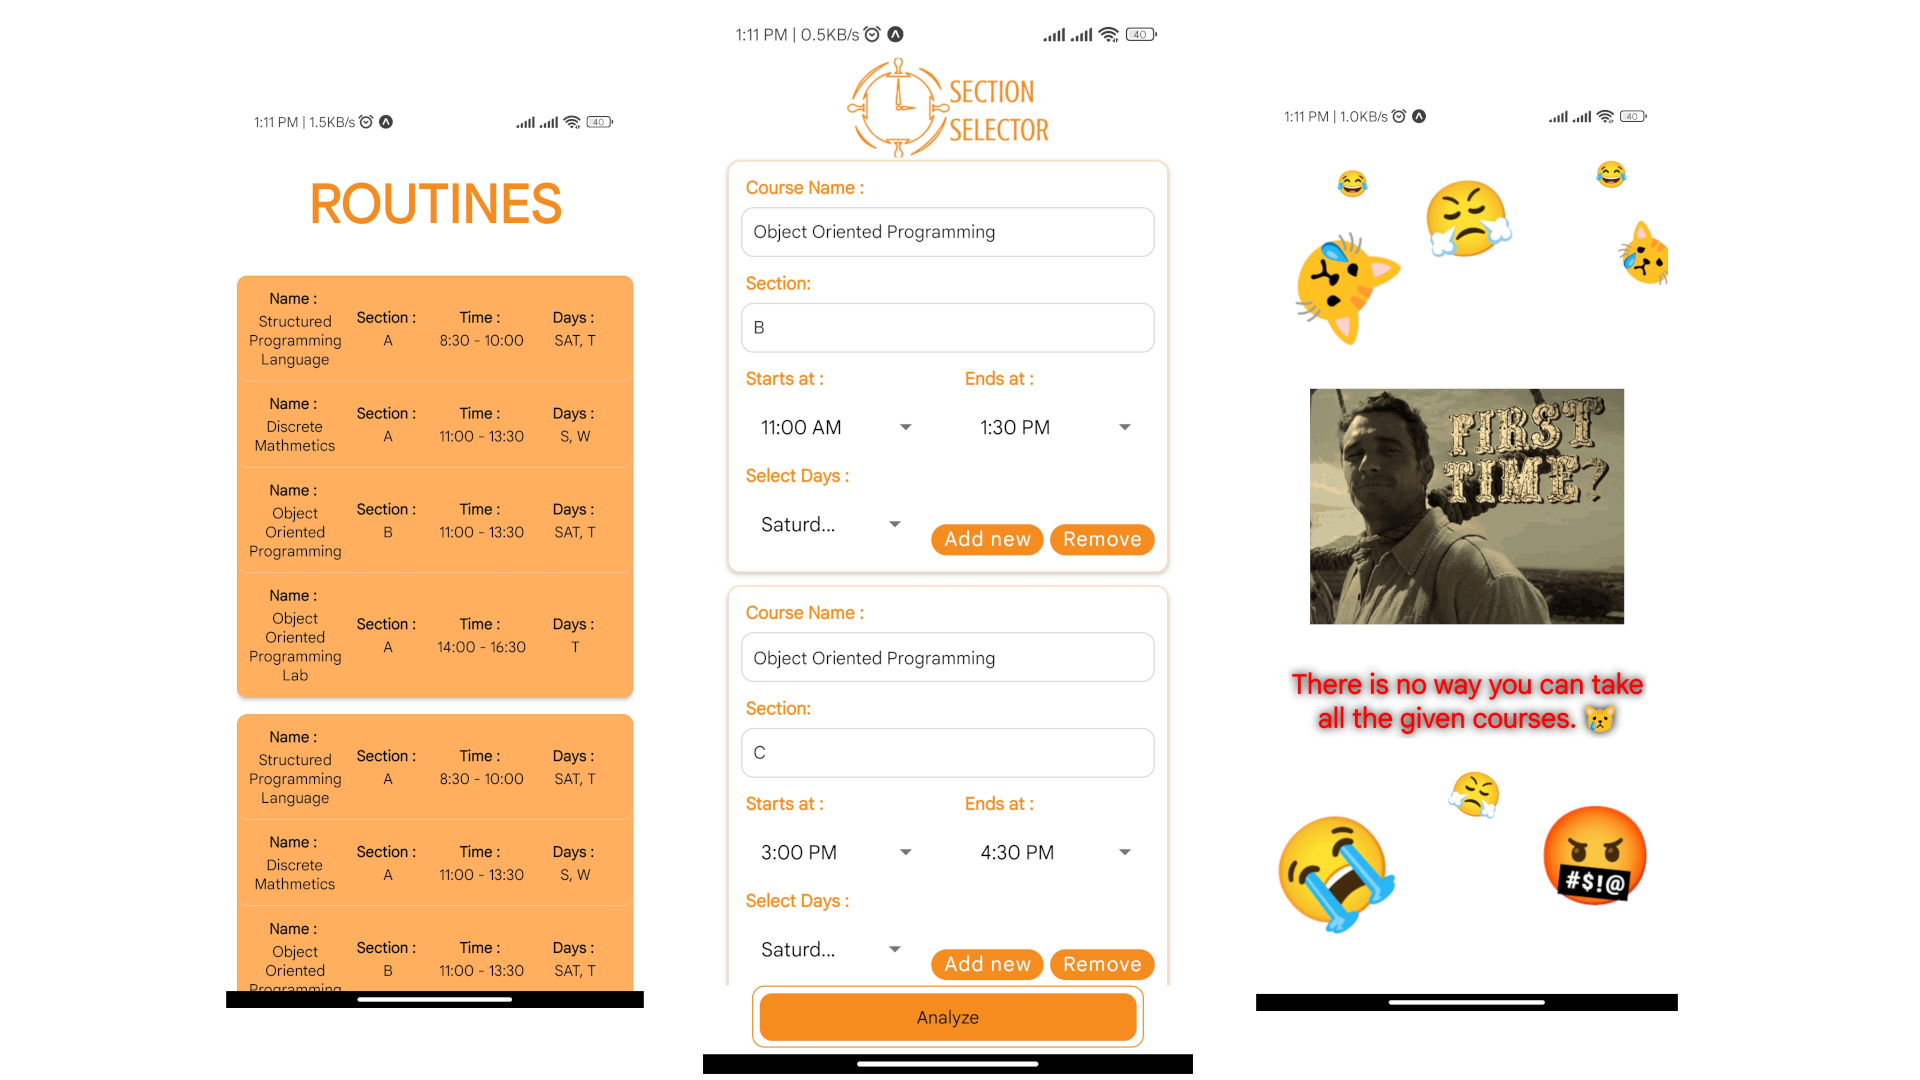 1:11 PM | 1.5KB/s
40
ROUTINES
Name :
Structured
Programming
Language
Section :
A
Time :
8:30 - 10:00
Days :
SAT, T
Name :
Discrete
Mathmetics
Section :
A
Time :
11:00 - 13:30
Days :
S, W
Name :
Object
Oriented
Programming
Section :
B
Time :
11:00 - 13:30
Days :
SAT, T
Name :
Object
Oriented
Programming
Lab
Section :
A
Time :
14:00 - 16:30
Days :
T
Name :
Structured
Programming
Language
Section :
A
Time :
8:30 - 10:00
Days :
SAT, T
Name :
Discrete
Mathmetics
Section :
A
Time :
11:00 - 13:30
Days :
S, W
Name :
Object
Oriented
Programming
Section :
B
Time :
11:00 - 13:30
Days :
SAT, T
1:11 PM | 0.5KB/s
40
SECTION
SELECTOR
Course Name :
Object Oriented Programming
Section:
B
Starts at :
Ends at :
11:00 AM
1:30 PM
Select Days :
Saturd...
Add new
Remove
Course Name :
Object Oriented Programming
Section:
C
Starts at :
Ends at :
3:00 PM
4:30 PM
Select Days :
Saturd...
Add new
Remove
Analyze
1:11 PM | 1.0KB/s
40
FIRST
TIME?
There is no way you can take
all the given courses. 😿
#$!@